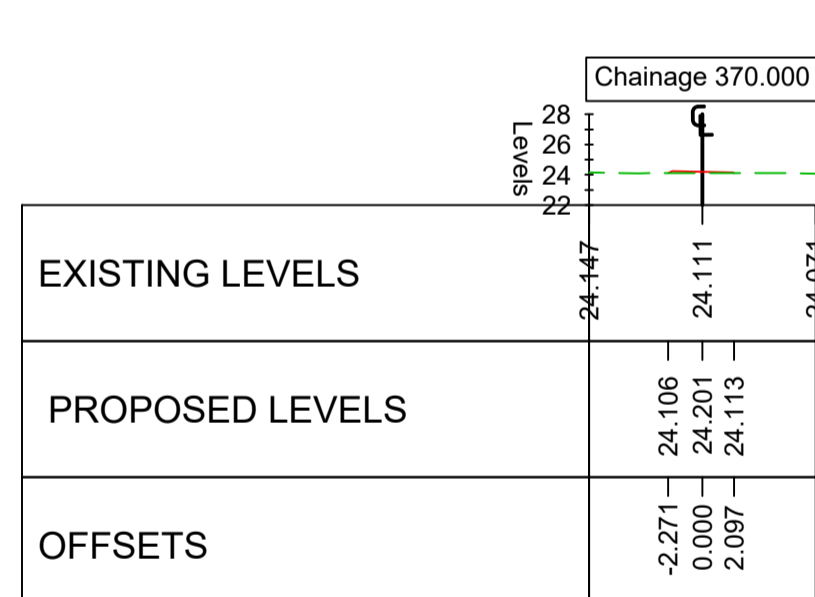 Chainage 370.000
CL
Levels
28
26
24
22
EXISTING LEVELS
24.147
24.111
PROPOSED LEVELS
24.106
24.201
24.113
OFFSETS
-2.271
0.000
2.097